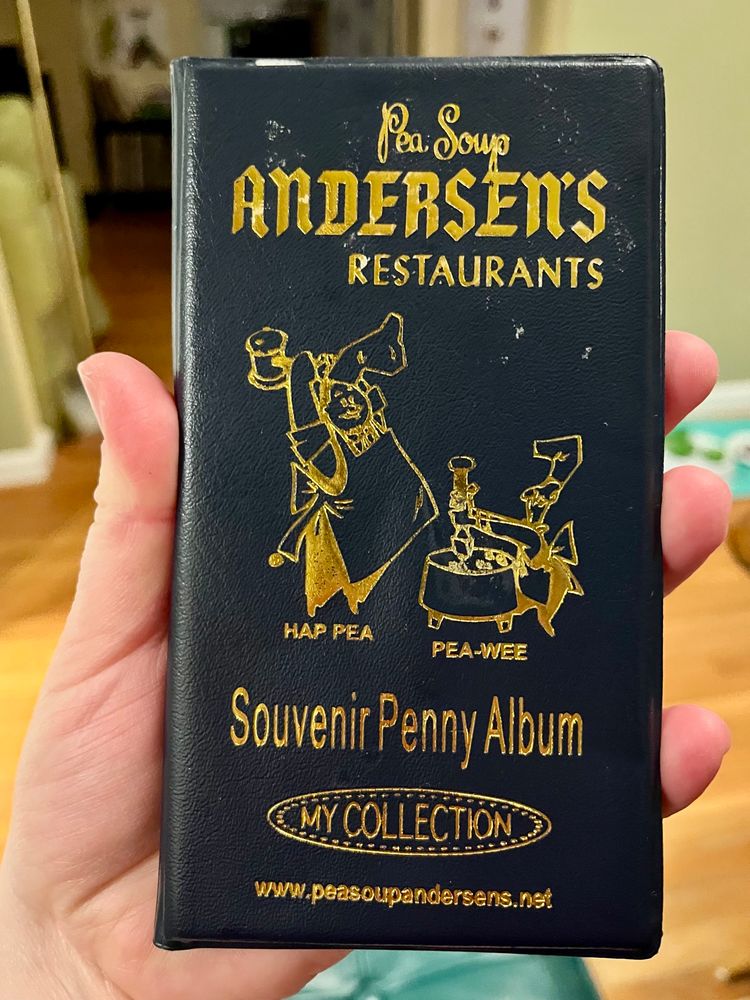 Pea Soup
ANDERSEN'S
RESTAURANTS
HAP PEA
PEA-WEE
Souvenir Penny Album
MY COLLECTION
www.peasoupandersens.net